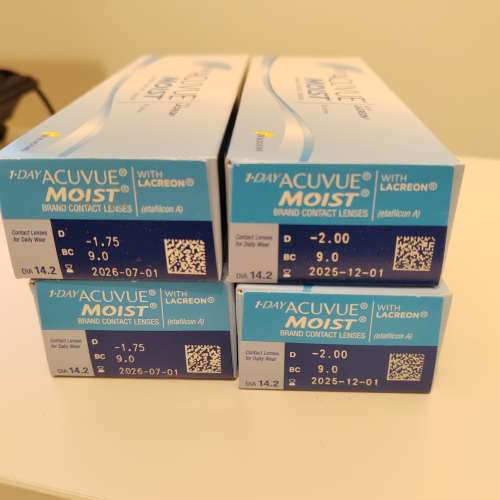 ACUVUE
MOIST
ACUVUE
MOIST
1-DAY ACUVUE®
MOIST®
BRAND CONTACT LENSES
WITH
LACREON®
(etafilcon A)
Contact Lenses
for Daily Wear
D -1.75
BC 9.0
2026-07-01
DIA 14.2
1-DAY ACUVUE®
MOIST®
BRAND CONTACT LENSES
WITH
LACREON®
(etafilcon A)
Contact Lenses
for Daily Wear
D -2.00
BC 9.0
2025-12-01
DIA 14.2
1-DAY ACUVUE®
MOIST®
BRAND CONTACT LENSES
WITH
LACREON®
(etafilcon A)
Contact Lenses
for Daily Wear
D -1.75
BC 9.0
2026-07-01
DIA 14.2
1-DAY ACUVUE®
MOIST®
BRAND CONTACT LENSES
WITH
LACREON®
(etafilcon A)
Contact Lenses
for Daily Wear
D -2.00
BC 9.0
2025-12-01
DIA 14.2